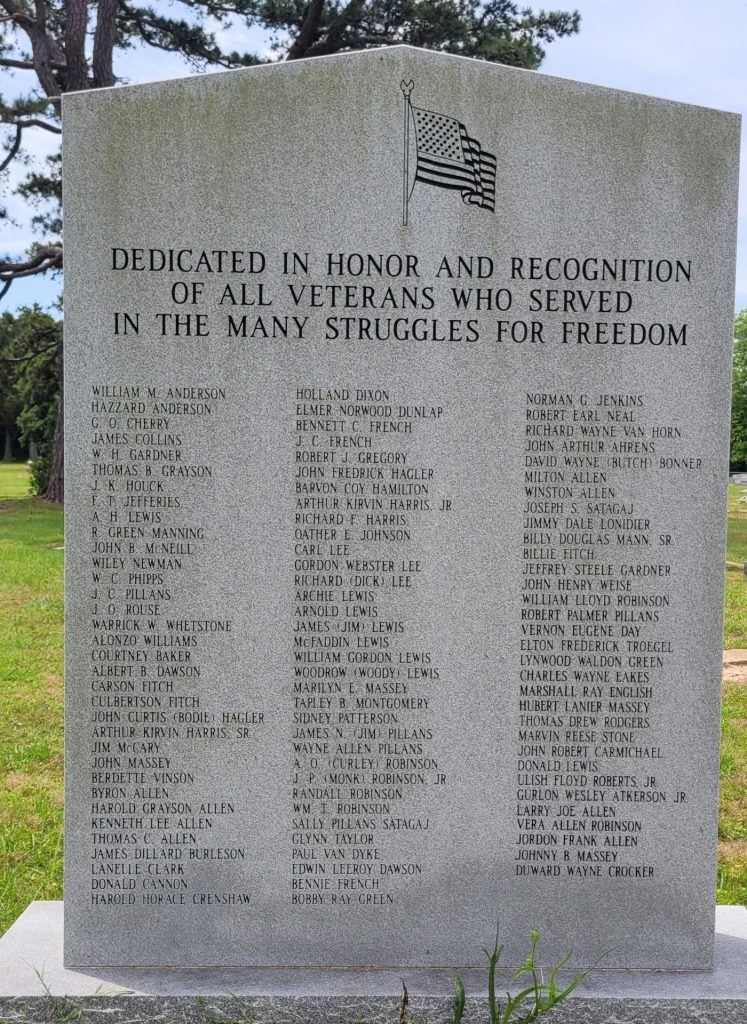 DEDICATED IN HONOR AND RECOGNITION
OF ALL VETERANS WHO SERVED
IN THE MANY STRUGGLES FOR FREEDOM
WILLIAM M. ANDERSON
HAZZARD ANDERSON
G. O. CHERRY
JAMES COLLINS
W. H. GARDNER
THOMAS B. GRAYSON
J. K. HOUCK
F. T. JEFFERIES
A. H. LEWIS
R. GREEN MANNING
JOHN B. McNEILL
WILEY NEWMAN
W. C. PHIPPS
J. C. PILLANS
J. O. ROUSE
WARRICK W. WHETSTONE
ALONZO WILLIAMS
COURTNEY BAKER
ALBERT B. DAWSON
CARSON FITCH
CULBERTSON FITCH
JOHN CURTIS (BODIE) HAGLER
ARTHUR KIRVIN HARRIS, SR.
JIM McCARY
JOHN MASSEY
BERDETTE VINSON
BYRON ALLEN
HAROLD GRAYSON ALLEN
KENNETH LEE ALLEN
THOMAS C. ALLEN
JAMES DILLARD BURLESON
LANELLE CLARK
DONALD CANNON
HAROLD HORACE CRENSHAW
HOLLAND DIXON
ELMER NORWOOD DUNLAP
BENNETT C. FRENCH
J. C. FRENCH
ROBERT J. GREGORY
JOHN FREDRICK HAGLER
BARVON COY HAMILTON
ARTHUR KIRVIN HARRIS, JR.
RICHARD F. HARRIS
OATHER E. JOHNSON
CARL LEE
GORDON WEBSTER LEE
RICHARD (DICK) LEE
ARCHIE LEWIS
ARNOLD LEWIS
JAMES (JIM) LEWIS
McFADDIN LEWIS
WILLIAM GORDON LEWIS
WOODROW (WOODY) LEWIS
MARILYN E. MASSEY
TAPLEY B. MONTGOMERY
SIDNEY PATTERSON
JAMES N. (JIM) PILLANS
WAYNE ALLEN PILLANS
A. O. (CURLEY) ROBINSON
J. P. (MONK) ROBINSON, JR.
RANDALL ROBINSON
WM. T. ROBINSON
SALLY PILLANS SATAGAJ
GLYNN TAYLOR
PAUL VAN DYKE
EDWIN LEEROY DAWSON
BENNIE FRENCH
BOBBY RAY GREEN
NORMAN G. JENKINS
ROBERT EARL NEAL
RICHARD WAYNE VAN HORN
JOHN ARTHUR AHRENS
DAVID WAYNE (BUTCH) BONNER
MILTON ALLEN
WINSTON ALLEN
JOSEPH S. SATAGAJ
JIMMY DALE LONIDIER
BILLY DOUGLAS MANN, SR.
BILLIE FITCH
JEFFREY STEELE GARDNER
JOHN HENRY WEISE
WILLIAM LLOYD ROBINSON
ROBERT PALMER PILLANS
VERNON EUGENE DAY
ELTON FREDERICK TROEGEL
LYNWOOD WALDON GREEN
CHARLES WAYNE EAKES
MARSHALL RAY ENGLISH
HUBERT LANIER MASSEY
THOMAS DREW RODGERS
MARVIN REESE STONE
JOHN ROBERT CARMICHAEL
DONALD LEWIS
ULISH FLOYD ROBERTS, JR.
GURLON WESLEY ATKERSON JR
LARRY JOE ALLEN
VERA ALLEN ROBINSON
JORDON FRANK ALLEN
JOHNNY B. MASSEY
DUWARD WAYNE CROCKER